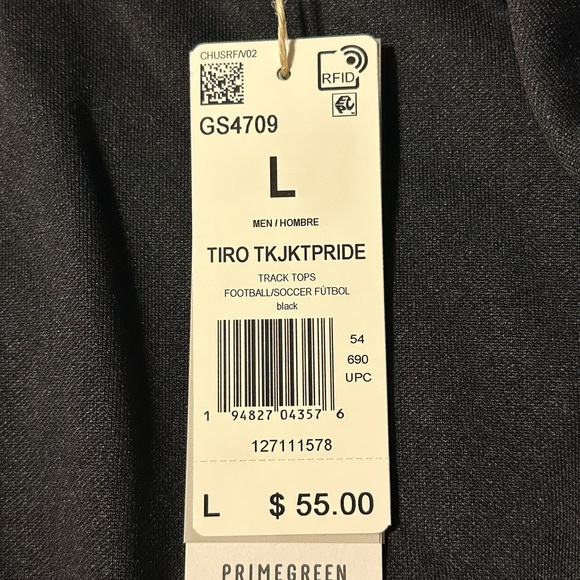 CHUSRF/V02
RFID
GS4709
L
MEN / HOMBRE
TIRO TKJKTPRIDE
TRACK TOPS
FOOTBALL/SOCCER FÚTBOL
black
54
690
UPC
1 94827 04357 6
127111578
L $ 55.00
PRIMEGREEN